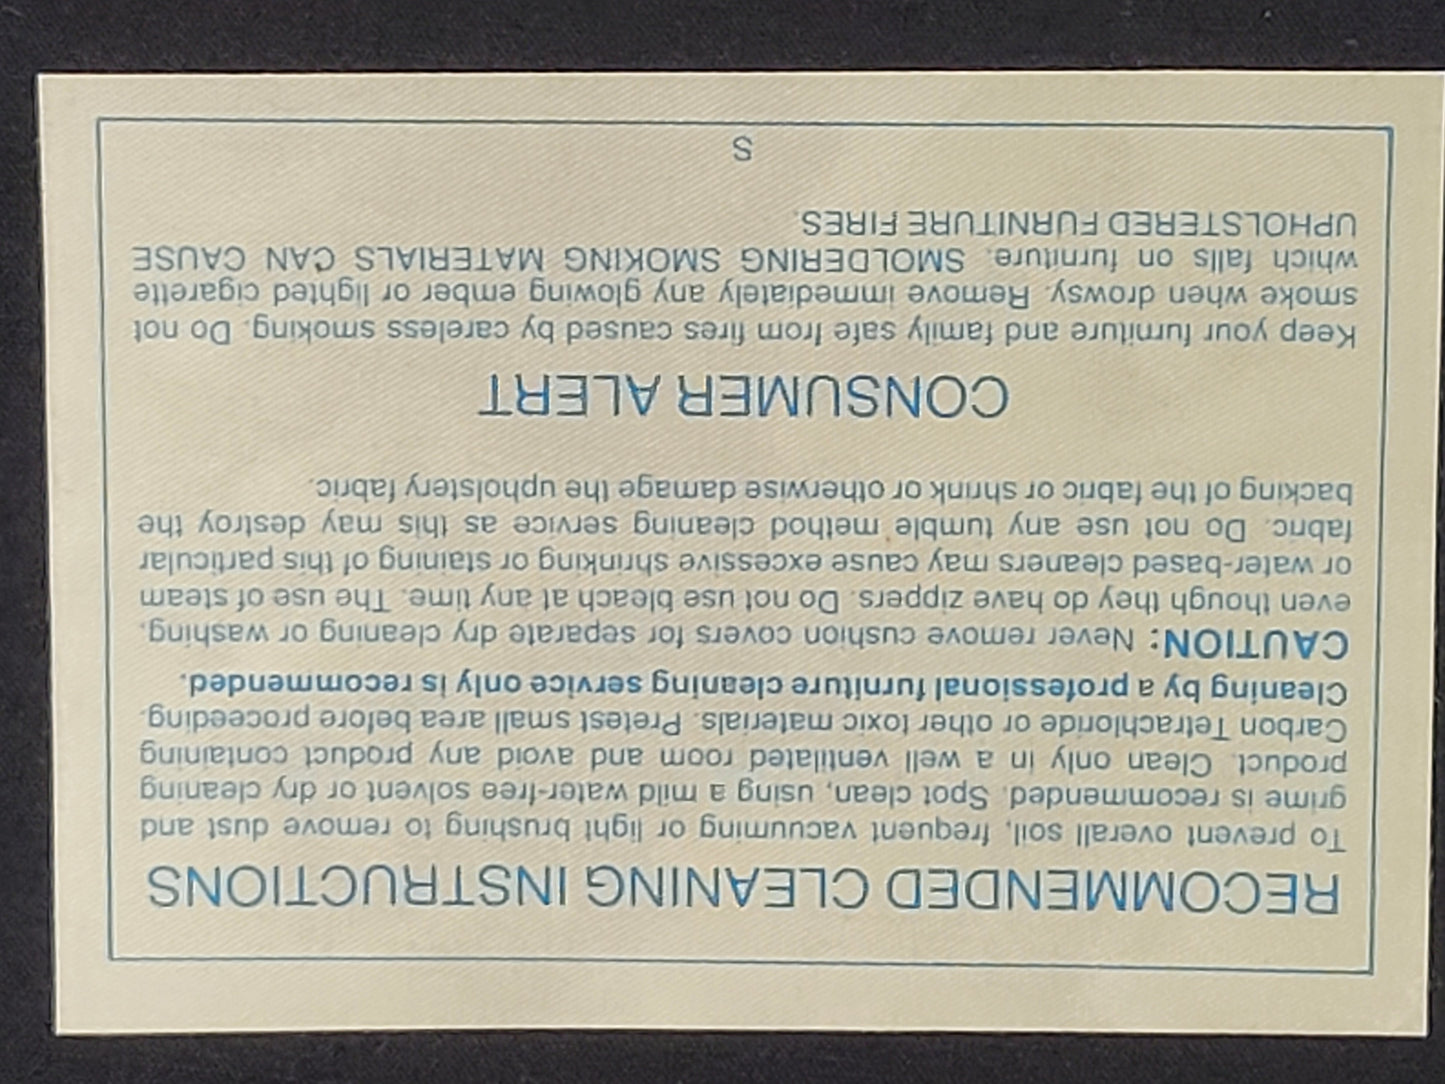 RECOMMENDED CLEANING INSTRUCTIONS
To prevent overall soil, frequent vacuuming or light brushing to remove dust and
grime is recommended. Spot clean, using a mild water-free solvent or dry cleaning
product. Clean only in a well ventilated room and avoid any product containing
Carbon Tetrachloride or other toxic materials. Pretest small area before proceeding.
Cleaning by a professional furniture cleaning service only is recommended.
CAUTION: Never remove cushion covers for separate dry cleaning or washing,
even though they do have zippers. Do not use bleach at any time. The use of steam
or water-based cleaners may cause excessive shrinking or staining of this particular
fabric. Do not use any tumble method cleaning service as this may destroy the
backing of the fabric or shrink or otherwise damage the upholstery fabric.
CONSUMER ALERT
Keep your furniture and family safe from fires caused by careless smoking. Do not
smoke when drowsy. Remove immediately any glowing ember or lighted cigarette
which falls on furniture. SMOLDERING SMOKING MATERIALS CAN CAUSE
UPHOLSTERED FURNITURE FIRES.
S